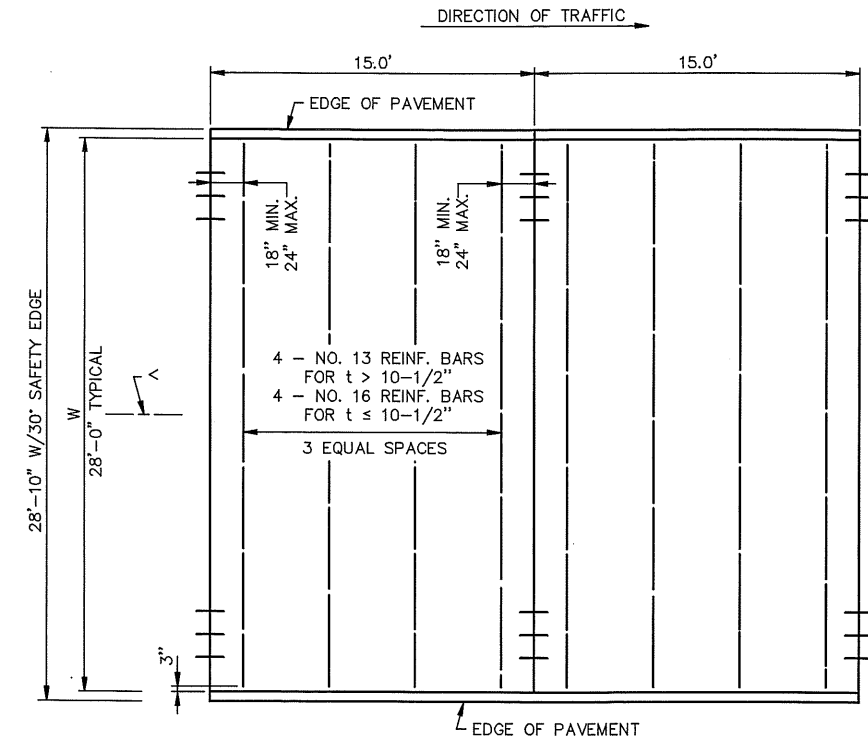 DIRECTION OF TRAFFIC
15.0'
15.0'
EDGE OF PAVEMENT
18" MIN.
24" MAX.
18" MIN.
24" MAX.
28'-10" W/30° SAFETY EDGE
W
28'-0" TYPICAL
4 - NO. 13 REINF. BARS
FOR t > 10-1/2"
4 - NO. 16 REINF. BARS
FOR t ≤ 10-1/2"
3 EQUAL SPACES
3"
EDGE OF PAVEMENT